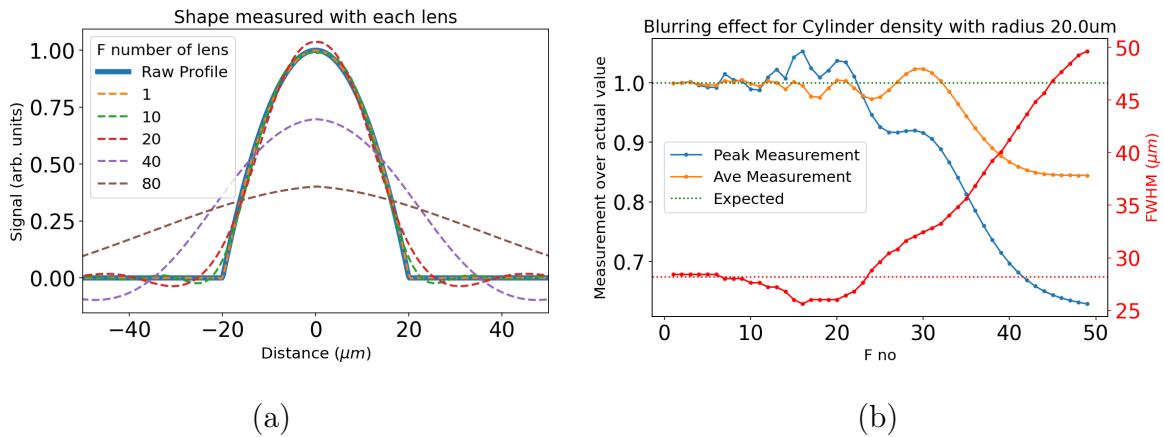 Shape measured with each lens
Signal (arb. units)
1.00
0.75
0.50
0.25
0.00
F number of lens
Raw Profile
1
10
20
40
80
−40
−20
0
20
40
Distance (μm)
(a)
Blurring effect for Cylinder density with radius 20.0um
Measurement over actual value
1.0
0.9
0.8
0.7
Peak Measurement
Ave Measurement
Expected
0
10
20
30
40
50
F no
50
45
40
35
30
25
FWHM (μm)
(b)